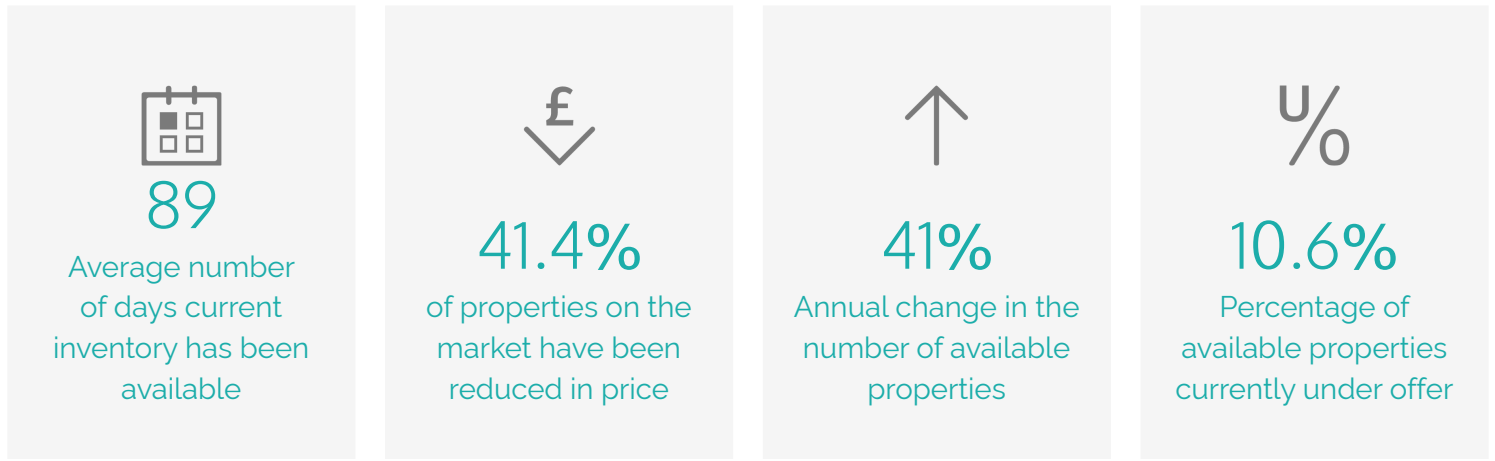 89
Average number
of days current
inventory has been
available
£
41.4%
of properties on the
market have been
reduced in price
41%
Annual change in the
number of available
properties
U%
10.6%
Percentage of
available properties
currently under offer